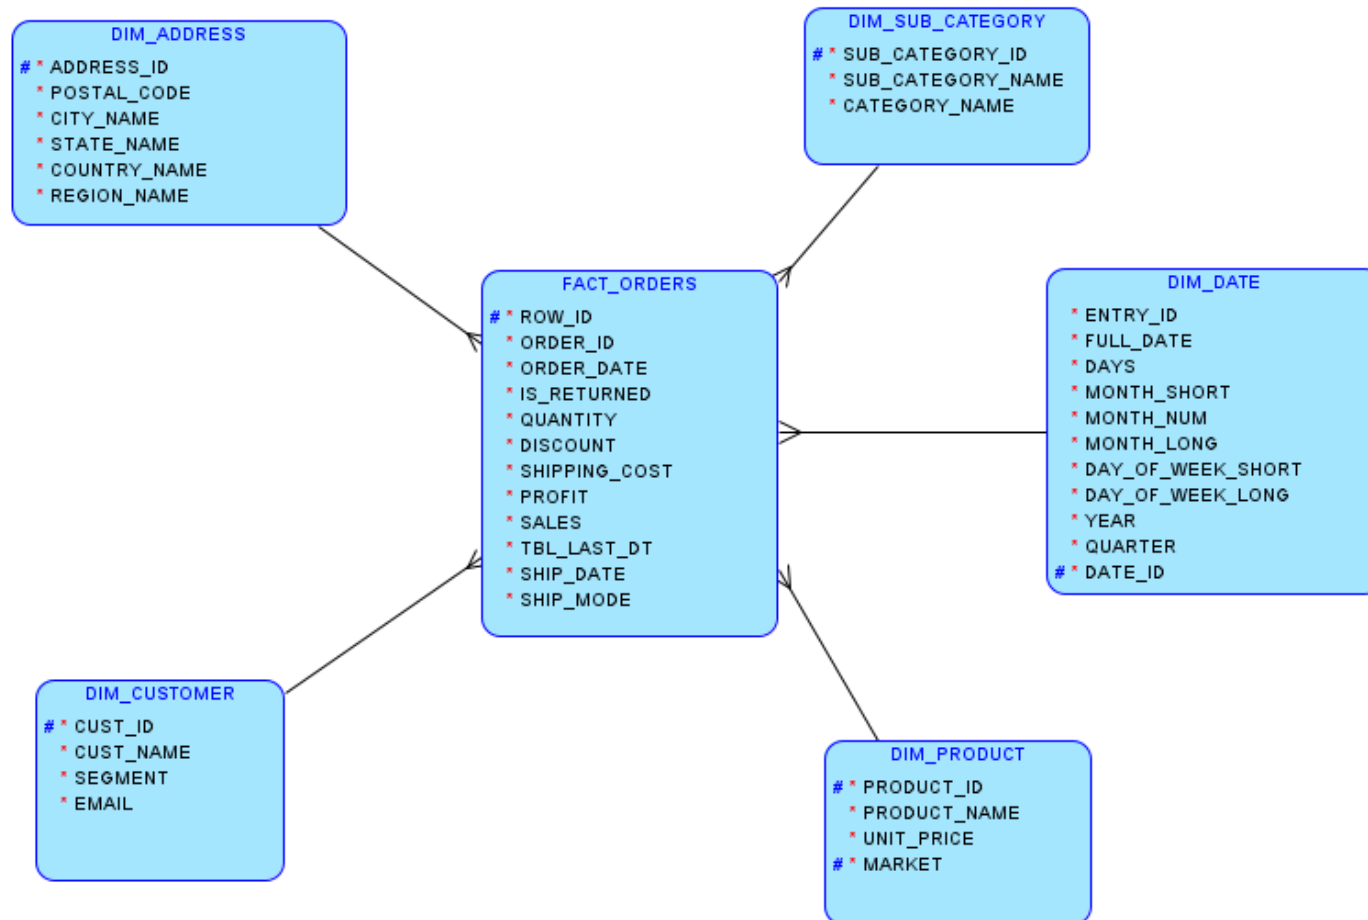 DIM_ADDRESS
# * ADDRESS_ID
* POSTAL_CODE
* CITY_NAME
* STATE_NAME
* COUNTRY_NAME
* REGION_NAME
DIM_SUB_CATEGORY
# * SUB_CATEGORY_ID
* SUB_CATEGORY_NAME
* CATEGORY_NAME
FACT_ORDERS
# * ROW_ID
* ORDER_ID
* ORDER_DATE
* IS_RETURNED
* QUANTITY
* DISCOUNT
* SHIPPING_COST
* PROFIT
* SALES
* TBL_LAST_DT
* SHIP_DATE
* SHIP_MODE
DIM_DATE
* ENTRY_ID
* FULL_DATE
* DAYS
* MONTH_SHORT
* MONTH_NUM
* MONTH_LONG
* DAY_OF_WEEK_SHORT
* DAY_OF_WEEK_LONG
* YEAR
* QUARTER
# * DATE_ID
DIM_CUSTOMER
# * CUST_ID
* CUST_NAME
* SEGMENT
* EMAIL
DIM_PRODUCT
# * PRODUCT_ID
* PRODUCT_NAME
* UNIT_PRICE
# * MARKET